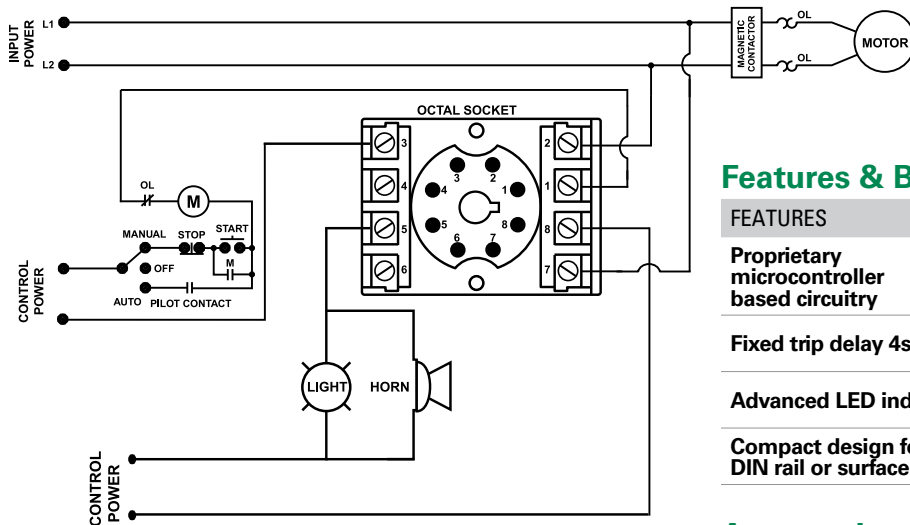 INPUT
POWER
L1
L2
MAGNETIC
CONTACTOR
OL
OL
MOTOR
OCTAL SOCKET
3
4
5
6
2
1
8
7
3
2
4
1
5
8
6
7
OL
M
MANUAL
STOP
START
OFF
M
AUTO
PILOT CONTACT
CONTROL
POWER
LIGHT
HORN
CONTROL
POWER
Features & B
FEATURES
Proprietary
microcontroller
based circuitry
Fixed trip delay 4s
Advanced LED ind
Compact design fo
DIN rail or surface